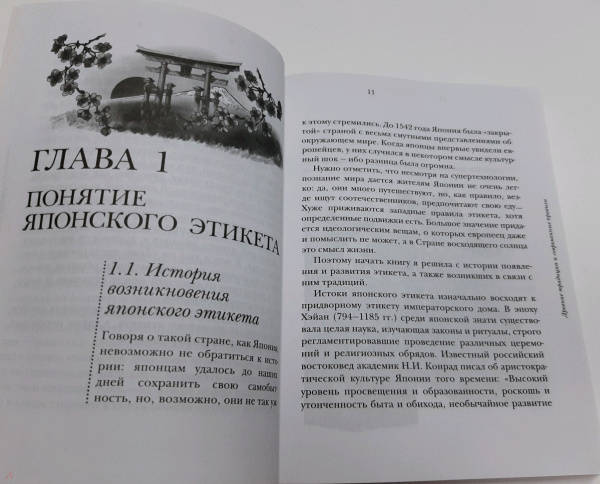 ГЛАВА 1
ПОНЯТИЕ
ЯПОНСКОГО ЭТИКЕТА
1.1. История
возникновения
японского этикета
Говоря о такой стране, как Япония
невозможно не обратиться к исто
рии: японцам удалось до наших
дней сохранить свою самобыт
ность, но, возможно, они не так уж
11
к этому стремились. До 1542 года Япония была «закры-
той» страной с весьма смутными представлениями об
окружающем мире. Когда японцы впервые увидели ев-
ропейцев, у них случился в некотором смысле культур-
ный шок — ибо разница была огромна.
Нужно отметить, что несмотря на супертехнологии,
познание мира дается жителям Японии не очень лег-
ко: да, они много путешествуют, но, как правило, вез-
де ищут соотечественников, предпочитают свою еду...
Хуже приживаются западные правила этикета, хотя
определенные подвижки есть. Большое значение прида-
ется идеологическим вещам, о которых европеец даже
и помыслить не может, а в Стране восходящего солнца
это смысл жизни.
Поэтому начать книгу я решила с истории появле-
ния и развития этикета, а также возникших в связи с
ним традиций.
Истоки японского этикета изначально восходят к
придворному этикету императорского дома. В эпоху
Хэйан (794–1185 гг.) среди японской знати существо-
вала целая наука, изучающая законы и ритуалы, строго
регламентировавшие проведение различных церемо-
ний и религиозных обрядов. Известный российский
востоковед академик Н.И. Конрад писал об аристокра-
тической культуре Японии того времени: «Высокий
уровень просвещения и образованности, роскошь и
утонченность быта и обихода, необычайное развитие
Древние традиции и современные правила